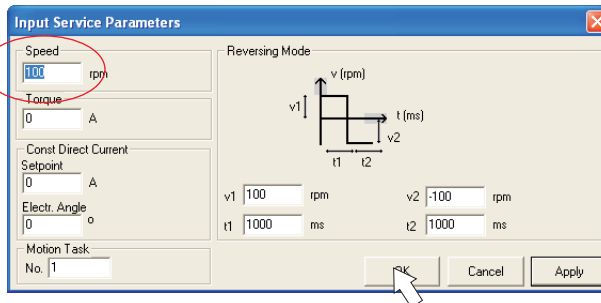 Input Service Parameters
Speed
100 rpm
Torque
0 A
Const Direct Current
Setpoint
0 A
Electr. Angle
0 o
Motion Task
No. 1
Reversing Mode
v (rpm)
v1
t (ms)
v2
t1 t2
v1 100 rpm v2 -100 rpm
t1 1000 ms t2 1000 ms
OK Cancel Apply